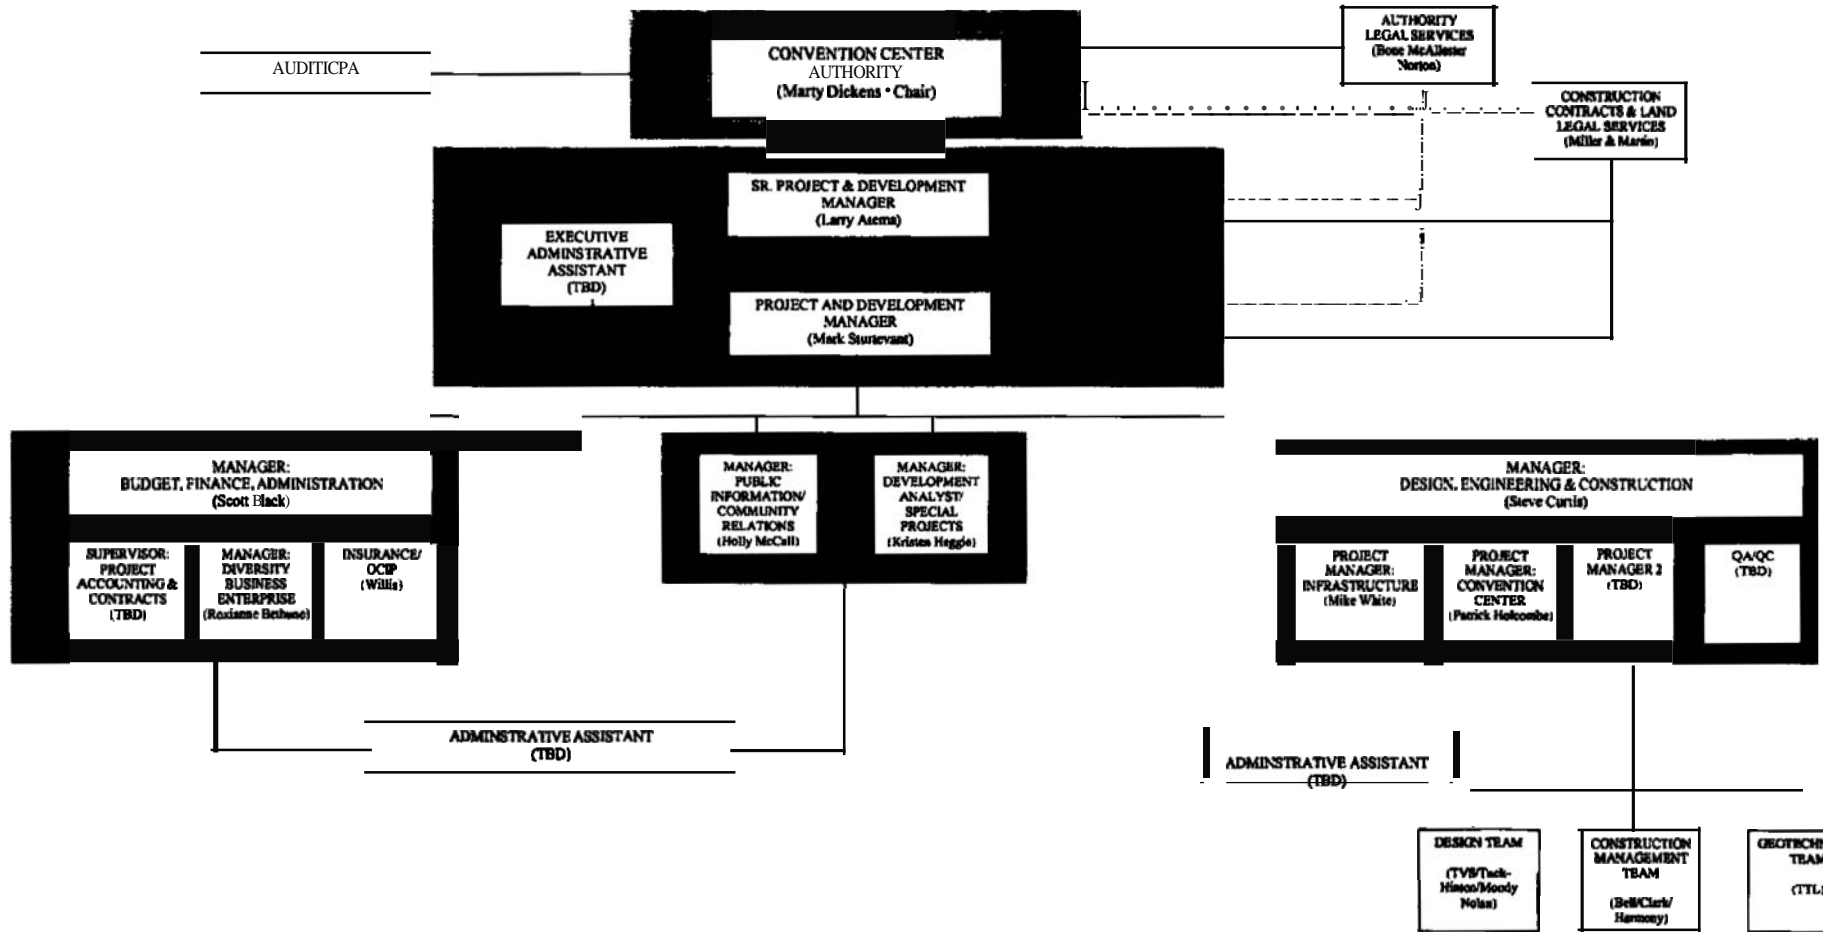 AUTHORITY
LEGAL SERVICES
(Bone McAllester
Norton)
CONVENTION CENTER
AUTHORITY
(Marty Dickens • Chair)
AUDITICPA
CONSTRUCTION
CONTRACTS & LAND
LEGAL SERVICES
(Miller & Martin)
SR. PROJECT & DEVELOPMENT
MANAGER
(Larry Atema)
EXECUTIVE
ADMINSTRATIVE
ASSISTANT
(TBD)
PROJECT AND DEVELOPMENT
MANAGER
(Mark Sturtevant)
MANAGER:
BUDGET, FINANCE, ADMINISTRATION
(Scott Black)
SUPERVISOR:
PROJECT
ACCOUNTING &
CONTRACTS
(TBD)
MANAGER:
DIVERSITY
BUSINESS
ENTERPRISE
(Roxianne Bethune)
INSURANCE/
OCIP
(Willis)
MANAGER:
PUBLIC
INFORMATION/
COMMUNITY
RELATIONS
(Holly McCall)
MANAGER:
DEVELOPMENT
ANALYST/
SPECIAL
PROJECTS
(Kristen Heggie)
MANAGER:
DESIGN, ENGINEERING & CONSTRUCTION
(Steve Curtis)
PROJECT
MANAGER:
INFRASTRUCTURE
(Mike White)
PROJECT
MANAGER:
CONVENTION
CENTER
(Patrick Holcombe)
PROJECT
MANAGER 2
(TBD)
QA/QC
(TBD)
ADMINSTRATIVE ASSISTANT
(TBD)
ADMINSTRATIVE ASSISTANT
(TBD)
DESIGN TEAM
(TVS/Tuck-
Hinton/Moody
Nolan)
CONSTRUCTION
MANAGEMENT
TEAM
(Bell/Clark/
Harmony)
GEOTECHN
TEAM
(TTL)